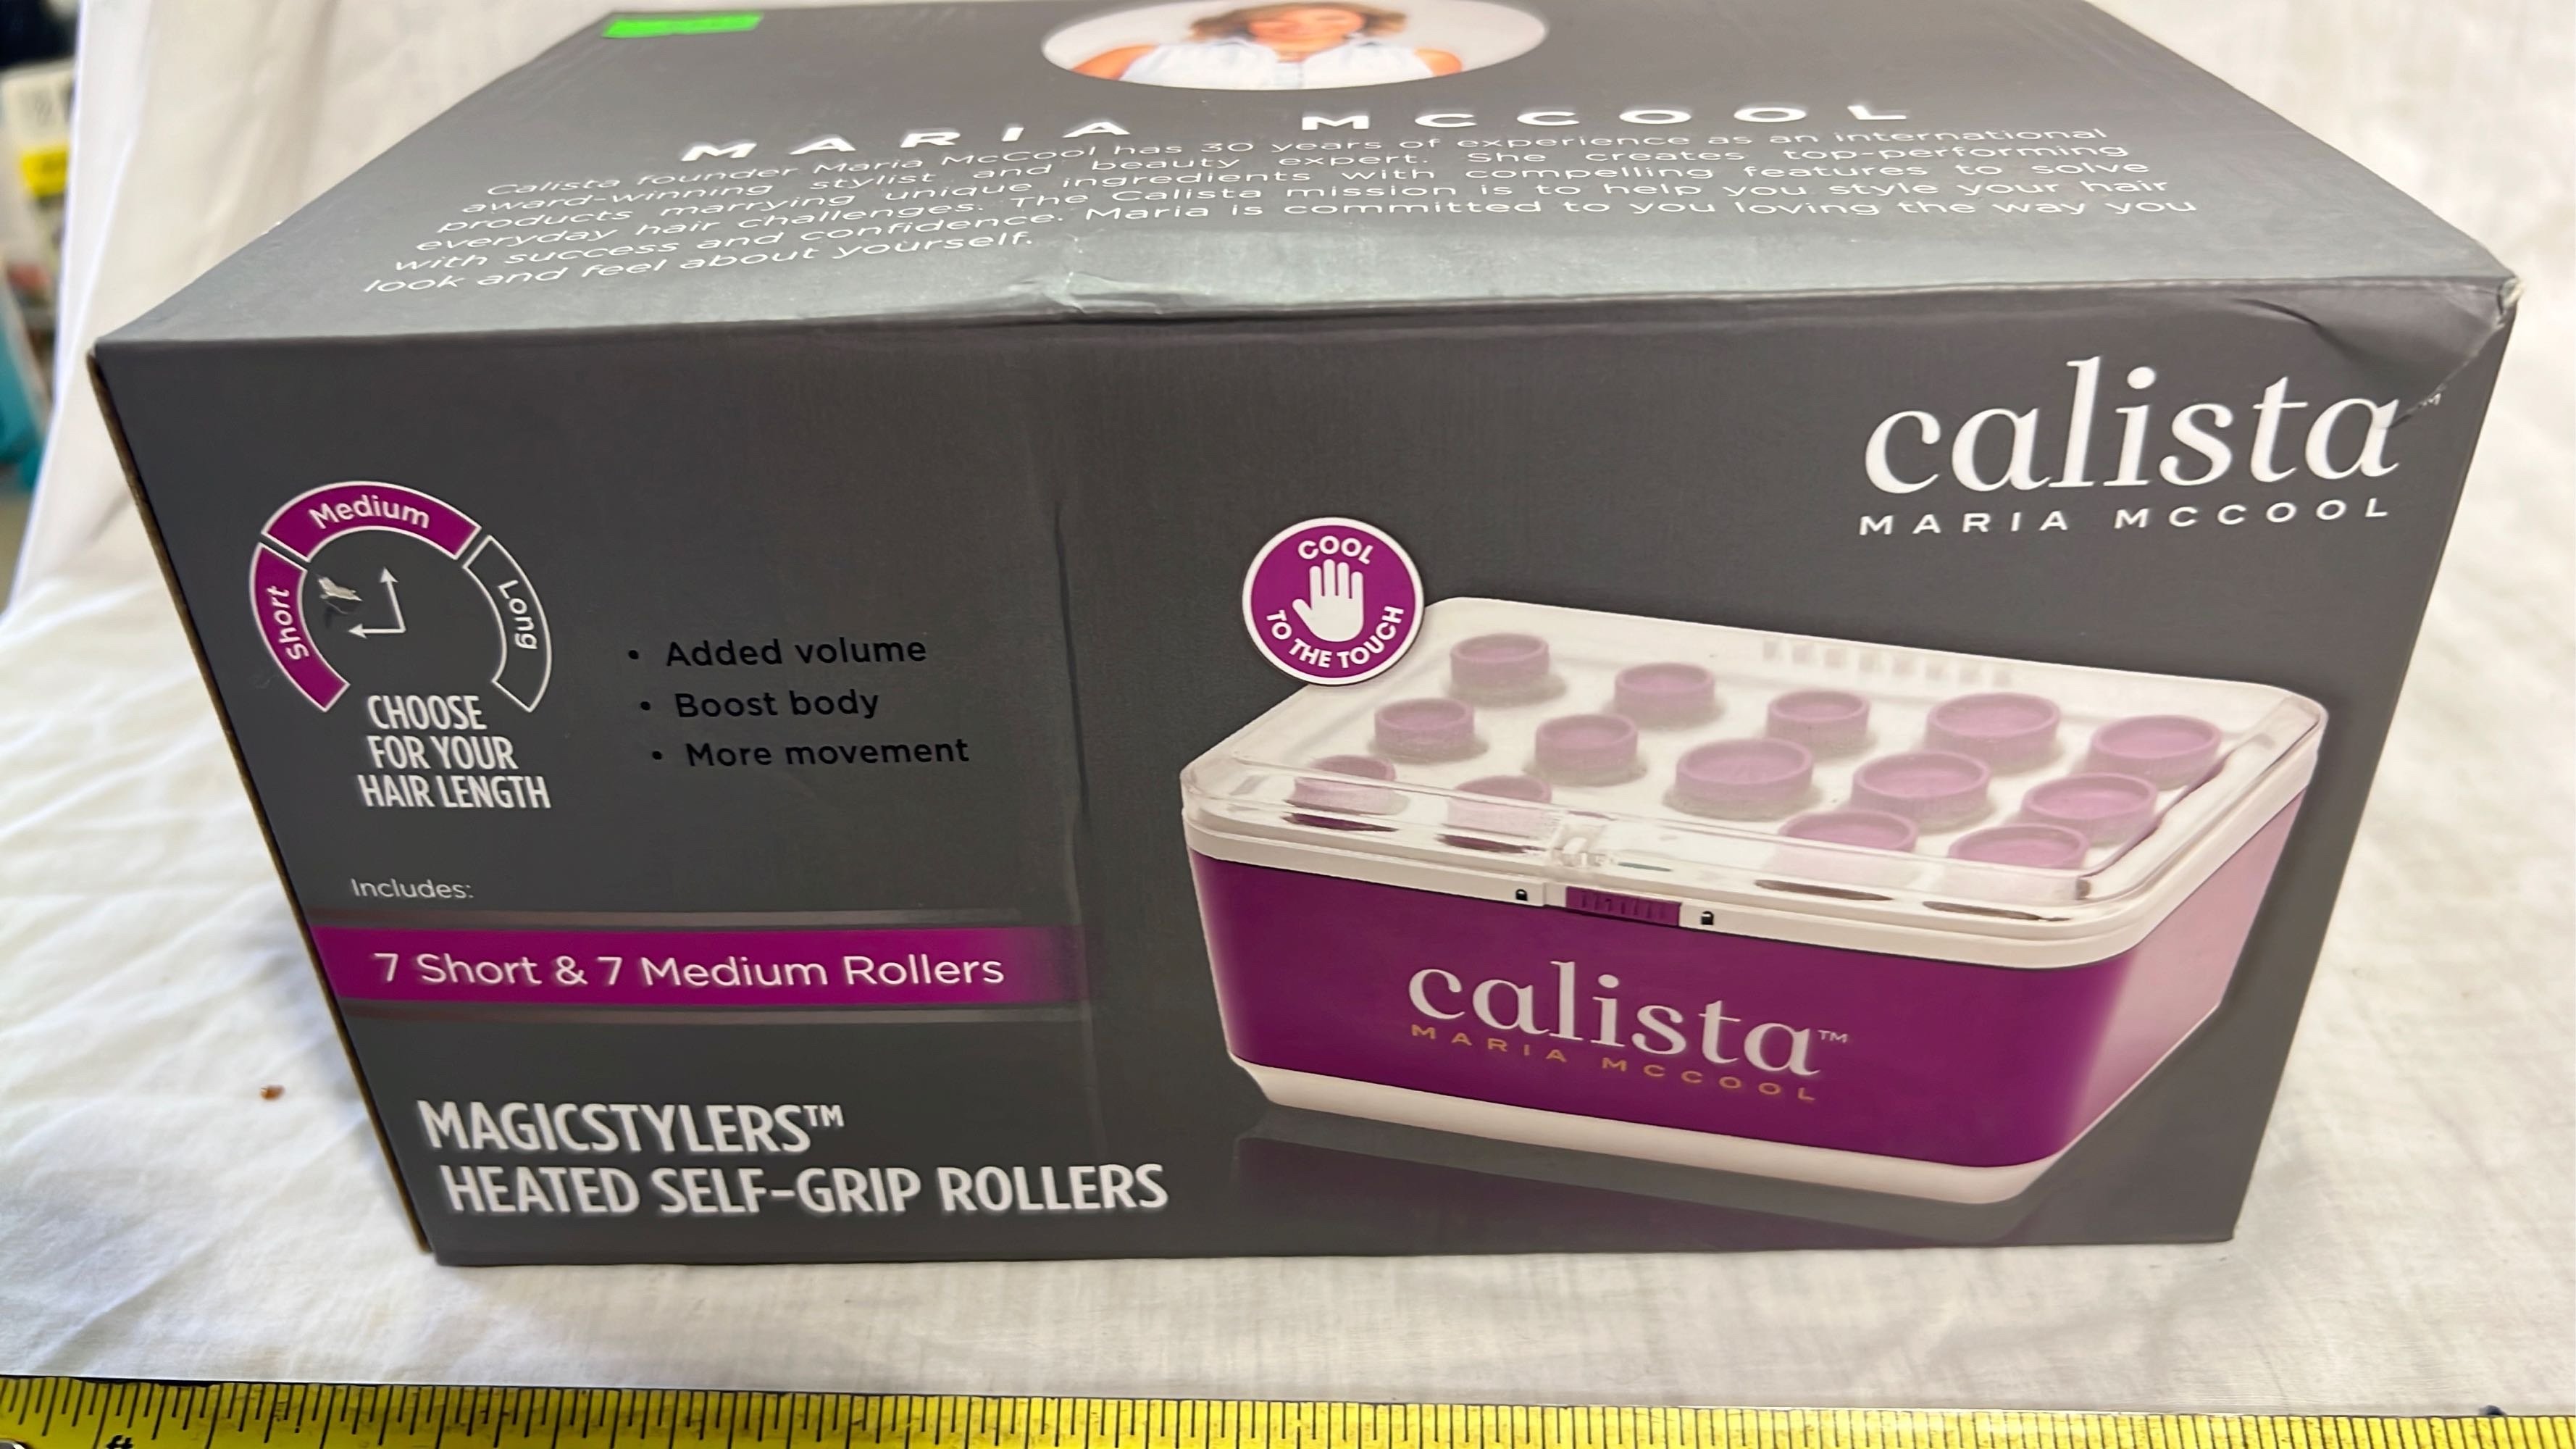 MARIA MCCOOL
Calista founder Maria McCool has 30 years of experience as an international
award-winning stylist and beauty expert. She creates top-performing
products marrying unique ingredients with compelling features to solve
everyday hair challenges. The Calista mission is to help you style your hair
with success and confidence. Maria is committed to you loving the way you
look and feel about yourself.
calista™
MARIA MCCOOL
Medium
Short
Long
CHOOSE
FOR YOUR
HAIR LENGTH
• Added volume
• Boost body
• More movement
COOL
TO THE TOUCH
Includes:
7 Short & 7 Medium Rollers
calista™
MARIA MCCOOL
MAGICSTYLERS™
HEATED SELF-GRIP ROLLERS
ft